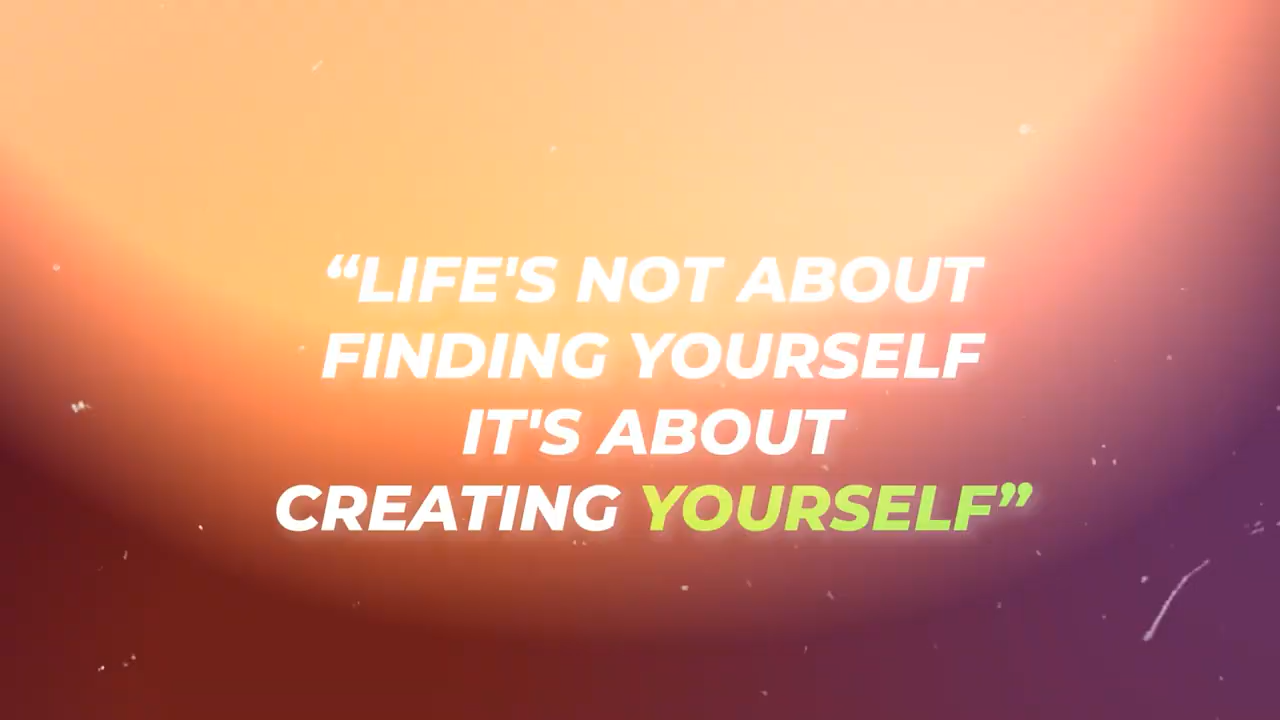 “LIFE'S NOT ABOUT
FINDING YOURSELF
IT'S ABOUT
CREATING YOURSELF”